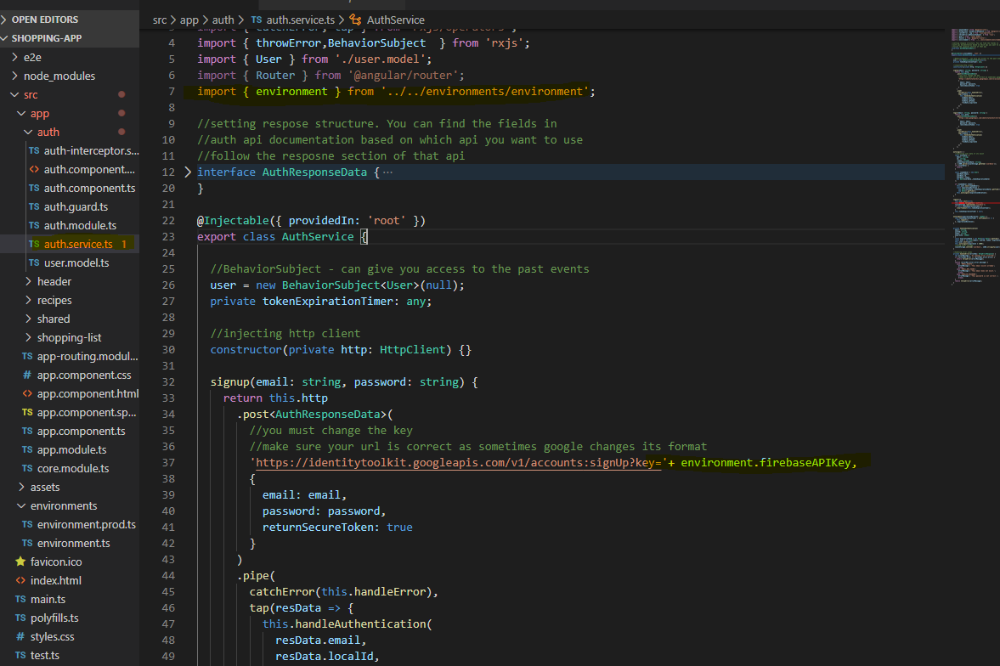 OPEN EDITORS
SHOPPING-APP
e2e
node_modules
src
app
auth
TS auth-interceptor.s...
<> auth.component....
TS auth.component.ts
TS auth.guard.ts
TS auth.module.ts
TS auth.service.ts 1
TS user.model.ts
header
recipes
shared
shopping-list
TS app-routing.modul...
# app.component.css
<> app.component.html
TS app.component.sp...
TS app.component.ts
TS app.module.ts
TS core.module.ts
assets
environments
TS environment.prod.ts
TS environment.ts
favicon.ico
<> index.html
TS main.ts
TS polyfills.ts
# styles.css
TS test.ts
src > app > auth > TS auth.service.ts > AuthService
4 import { throwError,BehaviorSubject  } from 'rxjs';
5 import { User } from './user.model';
6 import { Router } from '@angular/router';
7 import { environment } from '../../environments/environment';
8
9 //setting respose structure. You can find the fields in
10 //auth api documentation based on which api you want to use
11 //follow the resposne section of that api
12 interface AuthResponseData { ...
20 }
21
22 @Injectable({ providedIn: 'root' })
23 export class AuthService {
24
25 //BehaviorSubject - can give you access to the past events
26 user = new BehaviorSubject<User>(null);
27 private tokenExpirationTimer: any;
28
29 //injecting http client
30 constructor(private http: HttpClient) {}
31
32 signup(email: string, password: string) {
33 return this.http
34 .post<AuthResponseData>(
35 //you must change the key
36 //make sure your url is correct as sometimes google changes its format
37 'https://identitytoolkit.googleapis.com/v1/accounts:signUp?key='+ environment.firebaseAPIKey,
38 {
39 email: email,
40 password: password,
41 returnSecureToken: true
42 }
43 )
44 .pipe(
45 catchError(this.handleError),
46 tap(resData => {
47 this.handleAuthentication(
48 resData.email,
49 resData.localId,